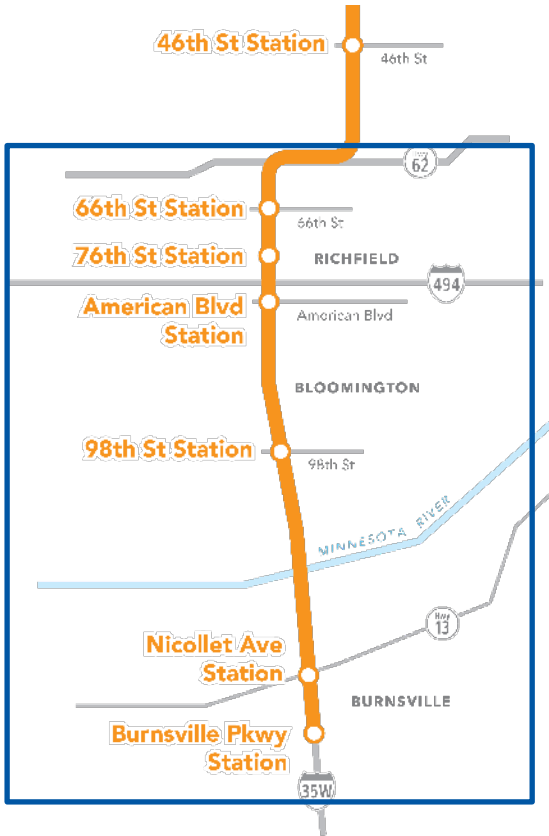 46th St Station
46th St
Hwy
62
66th St Station
66th St
76th St Station
RICHFIELD
494
American Blvd
Station
American Blvd
BLOOMINGTON
98th St Station
98th St
MINNESOTA RIVER
Hwy
13
Nicollet Ave
Station
BURNSVILLE
Burnsville Pkwy
Station
35W